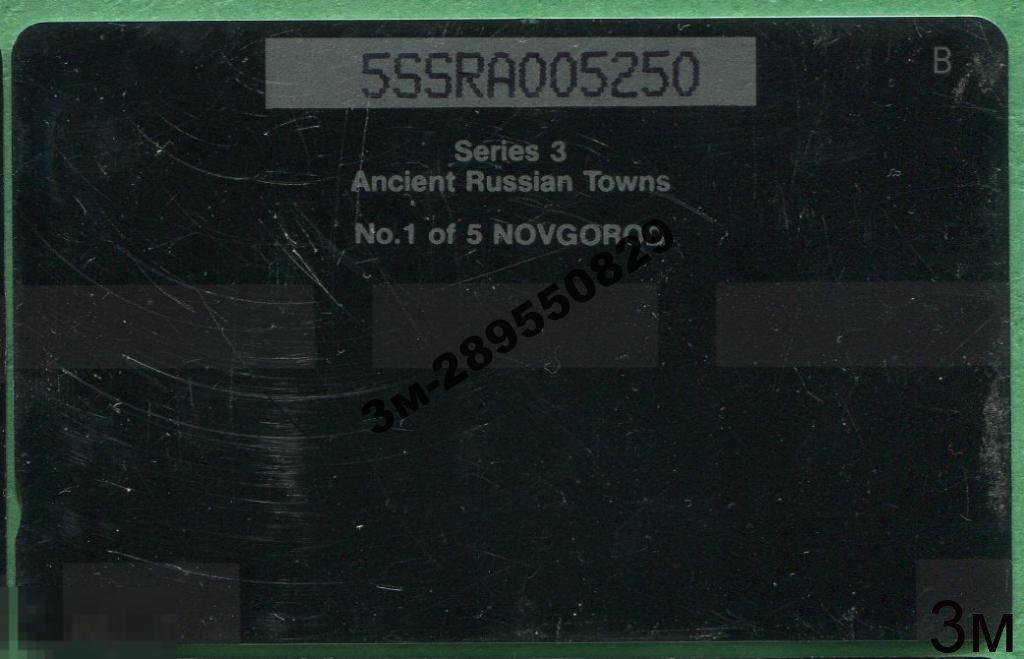 5SSRA005250
B
Series 3
Ancient Russian Towns
No.1 of 5 NOVGOROD
3м-289550829
3м